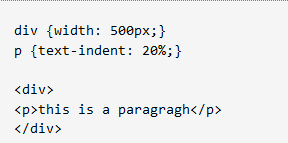 div {width: 500px;}
p {text-indent: 20%;}
<div>
<p>this is a paragragh</p>
</div>